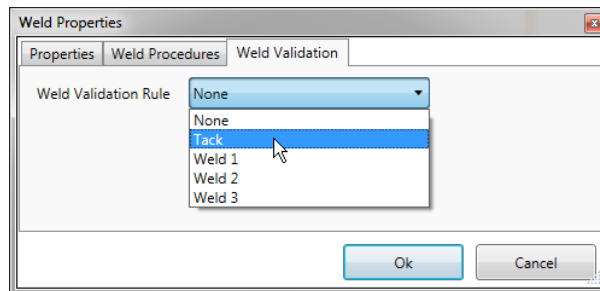 Weld Properties
Properties Weld Procedures Weld Validation
Weld Validation Rule None
None
Tack
Weld 1
Weld 2
Weld 3
Ok Cancel